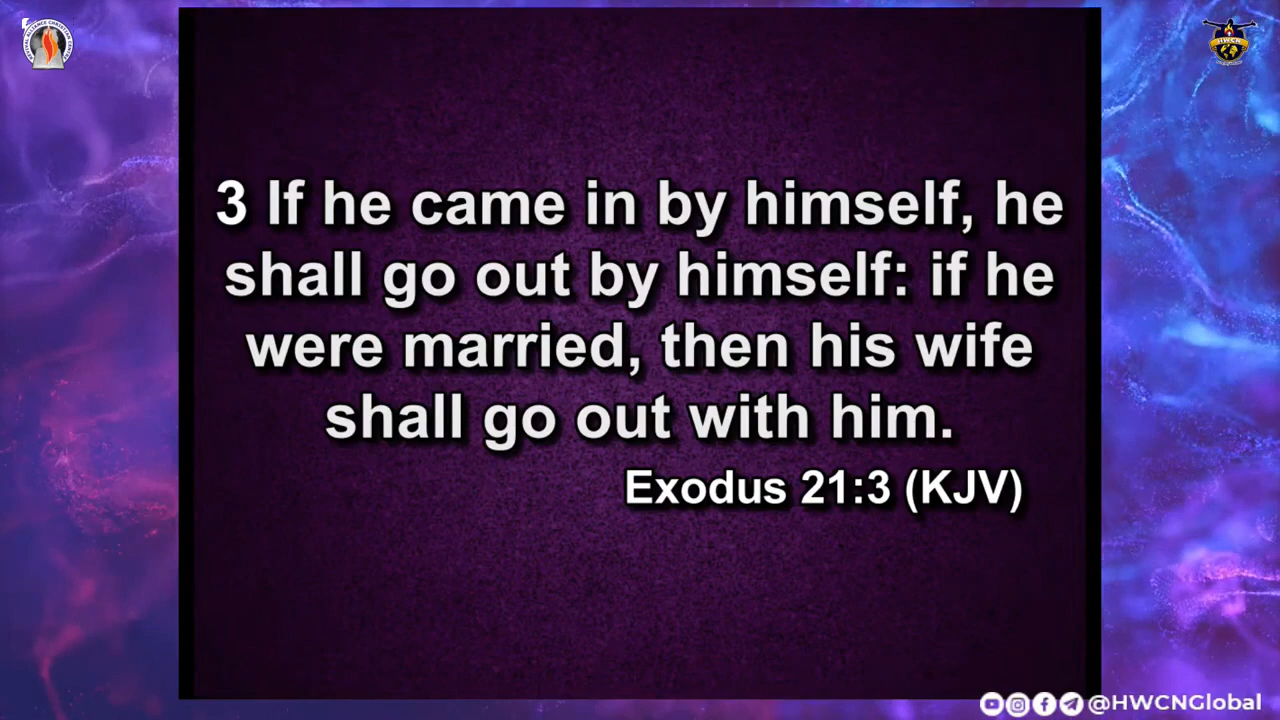 3 If he came in by himself, he
shall go out by himself: if he
were married, then his wife
shall go out with him.
Exodus 21:3 (KJV)
HWCN
@HWCNGlobal